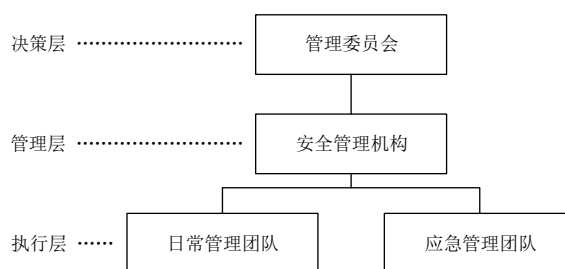 决策层 ……………………… 管理委员会
管理层 ……………………… 安全管理机构
执行层 …… 日常管理团队 应急管理团队